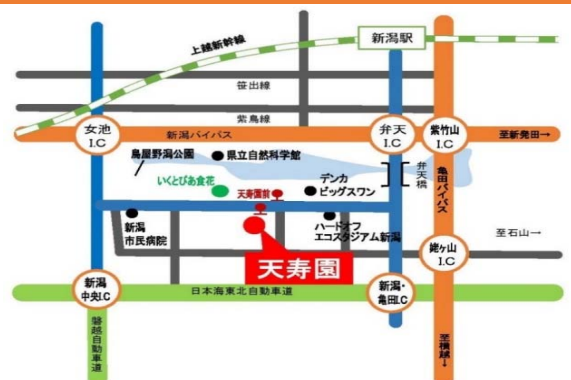 上越新幹線
新潟駅
笹出線
紫鳥線
女池
I.C
新潟バイパス
弁天
I.C
紫竹山
I.C
至新発田→
鳥屋野潟公園
県立自然科学館
弁天橋
亀田バイパス
いくとぴあ食花
天寿園前
デンカ
ビッグスワン
新潟
市民病院
ハードオフ
エコスタジアム新潟
至石山→
姥ヶ山
I.C
天寿園
新潟
中央I.C
日本海東北自動車道
新潟・
亀田I.C
磐越自動車道
至横越→